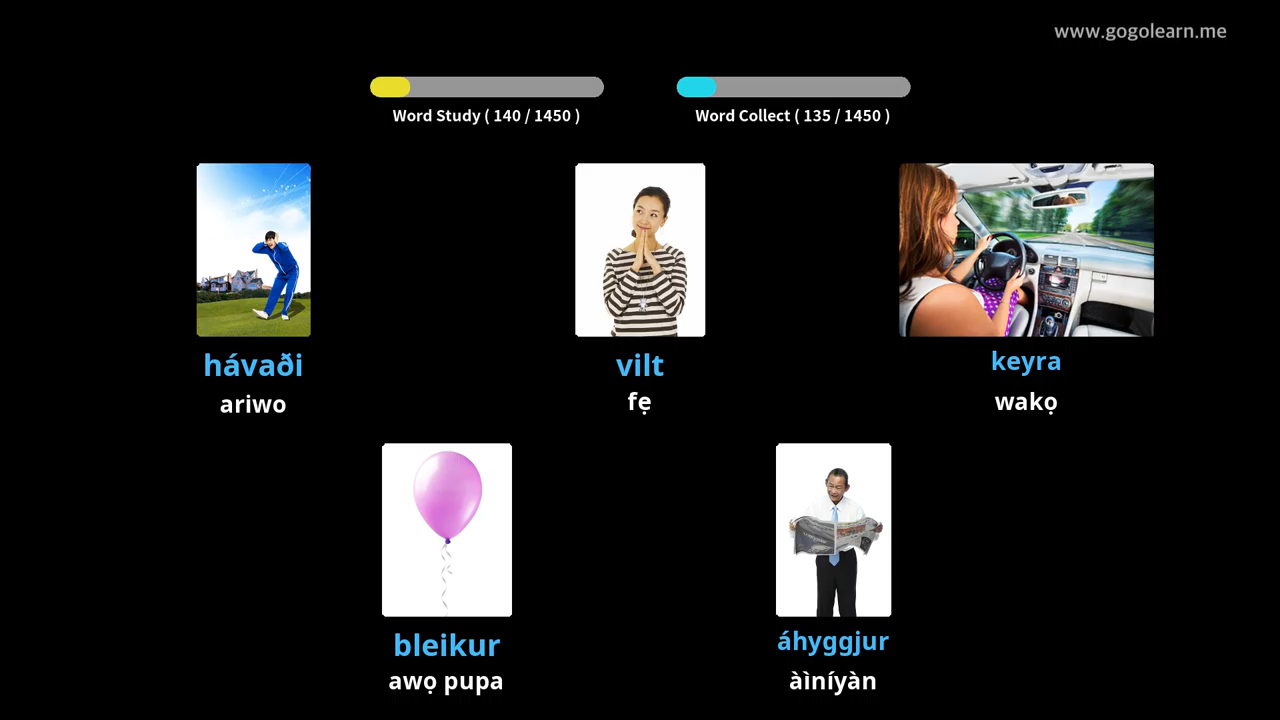 www.gogolearn.me
Word Study ( 140 / 1450 )
Word Collect ( 135 / 1450 )
hávaði
ariwo
vilt
fẹ
keyra
wakọ
bleikur
awọ pupa
áhyggjur
àìníyàn